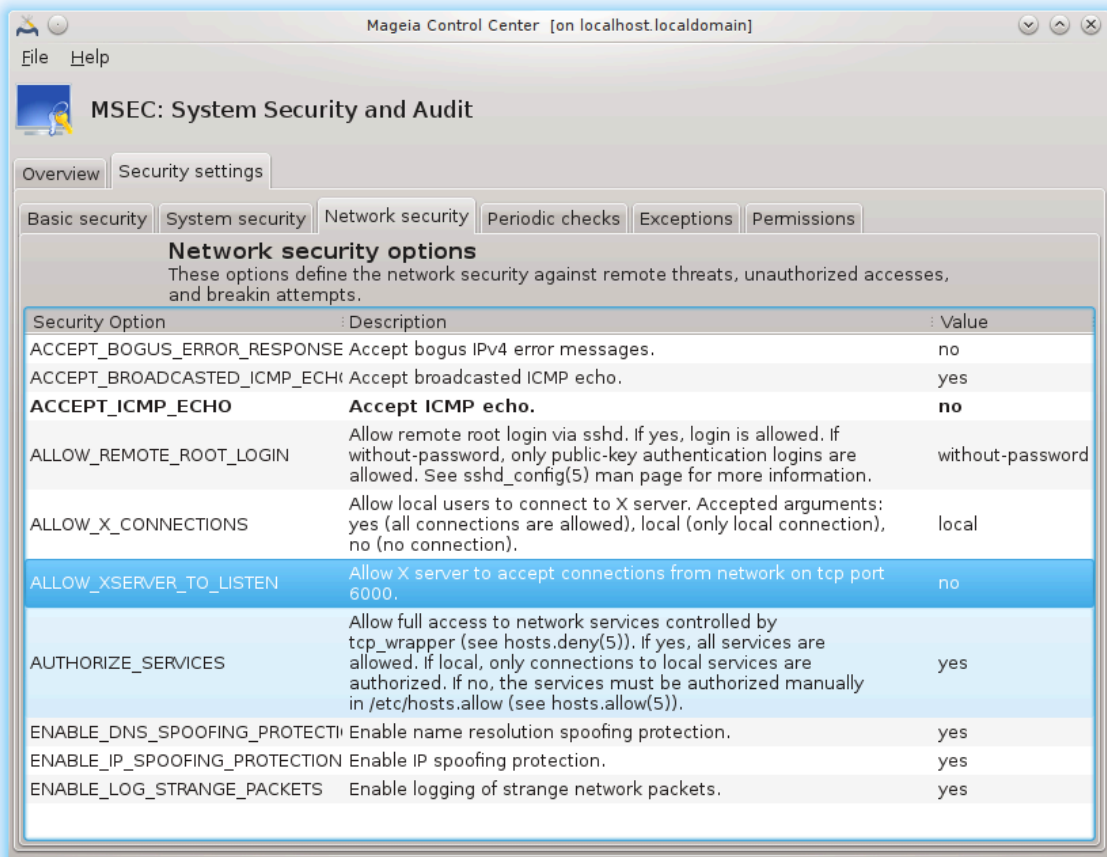 Mageia Control Center [on localhost.localdomain]
File Help
MSEC: System Security and Audit
Overview Security settings
Basic security System security Network security Periodic checks Exceptions Permissions
Network security options
These options define the network security against remote threats, unauthorized accesses,
and breakin attempts.
Security Option Description Value
ACCEPT_BOGUS_ERROR_RESPONSE Accept bogus IPv4 error messages. no
ACCEPT_BROADCASTED_ICMP_ECH Accept broadcasted ICMP echo. yes
ACCEPT_ICMP_ECHO Accept ICMP echo. no
Allow remote root login via sshd. If yes, login is allowed. If
ALLOW_REMOTE_ROOT_LOGIN without-password, only public-key authentication logins are without-password
allowed. See sshd_config(5) man page for more information.
Allow local users to connect to X server. Accepted arguments:
ALLOW_X_CONNECTIONS yes (all connections are allowed), local (only local connection), local
no (no connection).
ALLOW_XSERVER_TO_LISTEN Allow X server to accept connections from network on tcp port no
6000.
Allow full access to network services controlled by
tcp_wrapper (see hosts.deny(5)). If yes, all services are
AUTHORIZE_SERVICES allowed. If local, only connections to local services are yes
authorized. If no, the services must be authorized manually
in /etc/hosts.allow (see hosts.allow(5)).
ENABLE_DNS_SPOOFING_PROTECTI Enable name resolution spoofing protection. yes
ENABLE_IP_SPOOFING_PROTECTION Enable IP spoofing protection. yes
ENABLE_LOG_STRANGE_PACKETS Enable logging of strange network packets. yes